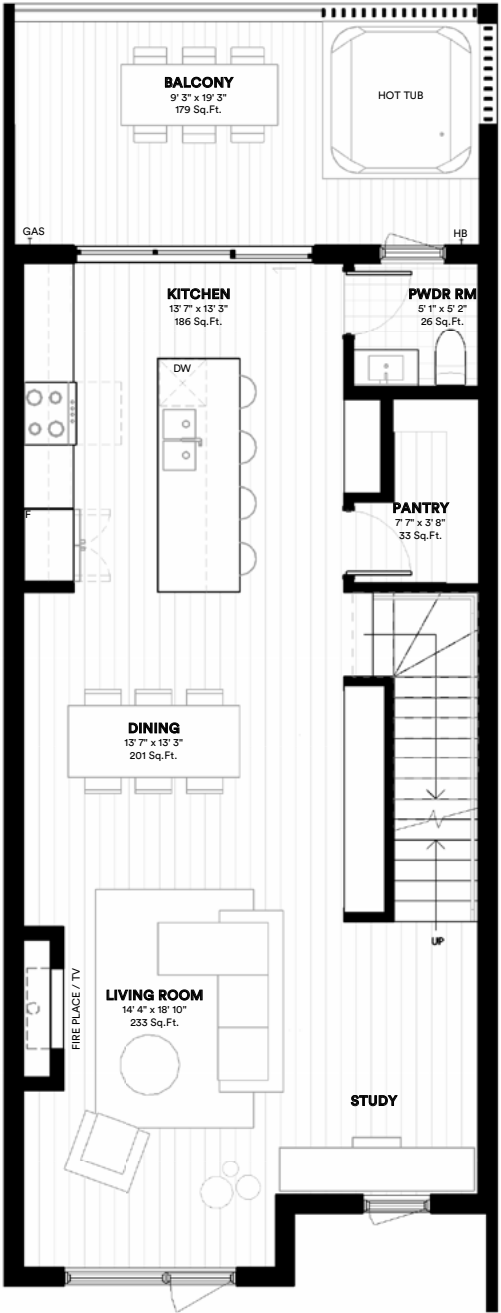 BALCONY
9' 3" x 19' 3"
179 Sq.Ft.
HOT TUB
GAS
HB
KITCHEN
13' 7" x 13' 3"
186 Sq.Ft.
PWDR RM
5' 1" x 5' 2"
26 Sq.Ft.
DW
F
PANTRY
7' 7" x 3' 8"
33 Sq.Ft.
DINING
13' 7" x 13' 3"
201 Sq.Ft.
UP
FIRE PLACE / TV
LIVING ROOM
14' 4" x 18' 10"
233 Sq.Ft.
STUDY